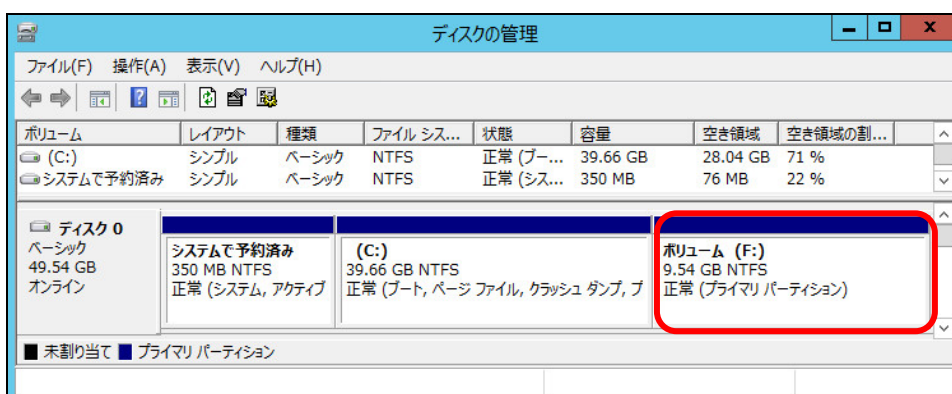 ディスクの管理
ファイル(F) 操作(A) 表示(V) ヘルプ(H)
ボリューム レイアウト 種類 ファイル シス... 状態 容量 空き領域 空き領域の割...
(C:) シンプル ベーシック NTFS 正常 (ブー... 39.66 GB 28.04 GB 71 %
システムで予約済み シンプル ベーシック NTFS 正常 (シス... 350 MB 76 MB 22 %
ディスク 0
ベーシック
49.54 GB
オンライン
システムで予約済み
350 MB NTFS
正常 (システム, アクティブ
(C:)
39.66 GB NTFS
正常 (ブート, ページ ファイル, クラッシュ ダンプ, プ
ボリューム (F:)
9.54 GB NTFS
正常 (プライマリ パーティション)
未割り当て プライマリ パーティション